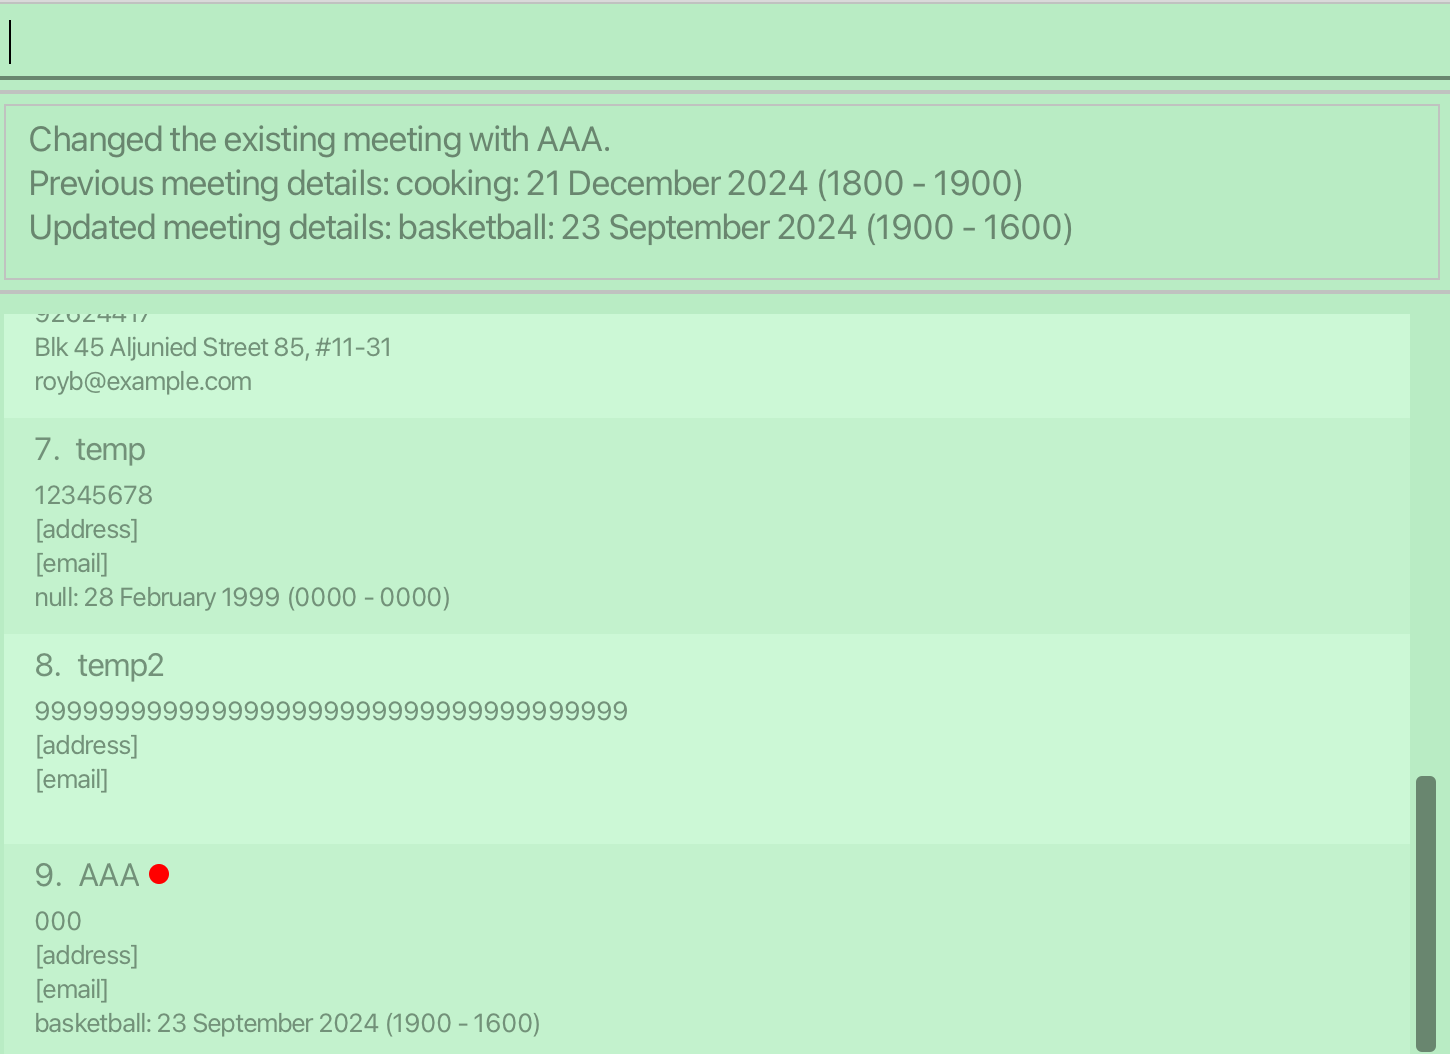 Changed the existing meeting with AAA.
Previous meeting details: cooking: 21 December 2024 (1800 - 1900)
Updated meeting details: basketball: 23 September 2024 (1900 - 1600)
92624417
Blk 45 Aljunied Street 85, #11-31
royb@example.com
7. temp
12345678
[address]
[email]
null: 28 February 1999 (0000 - 0000)
8. temp2
[address]
[email]
9. AAA
000
[address]
[email]
basketball: 23 September 2024 (1900 - 1600)